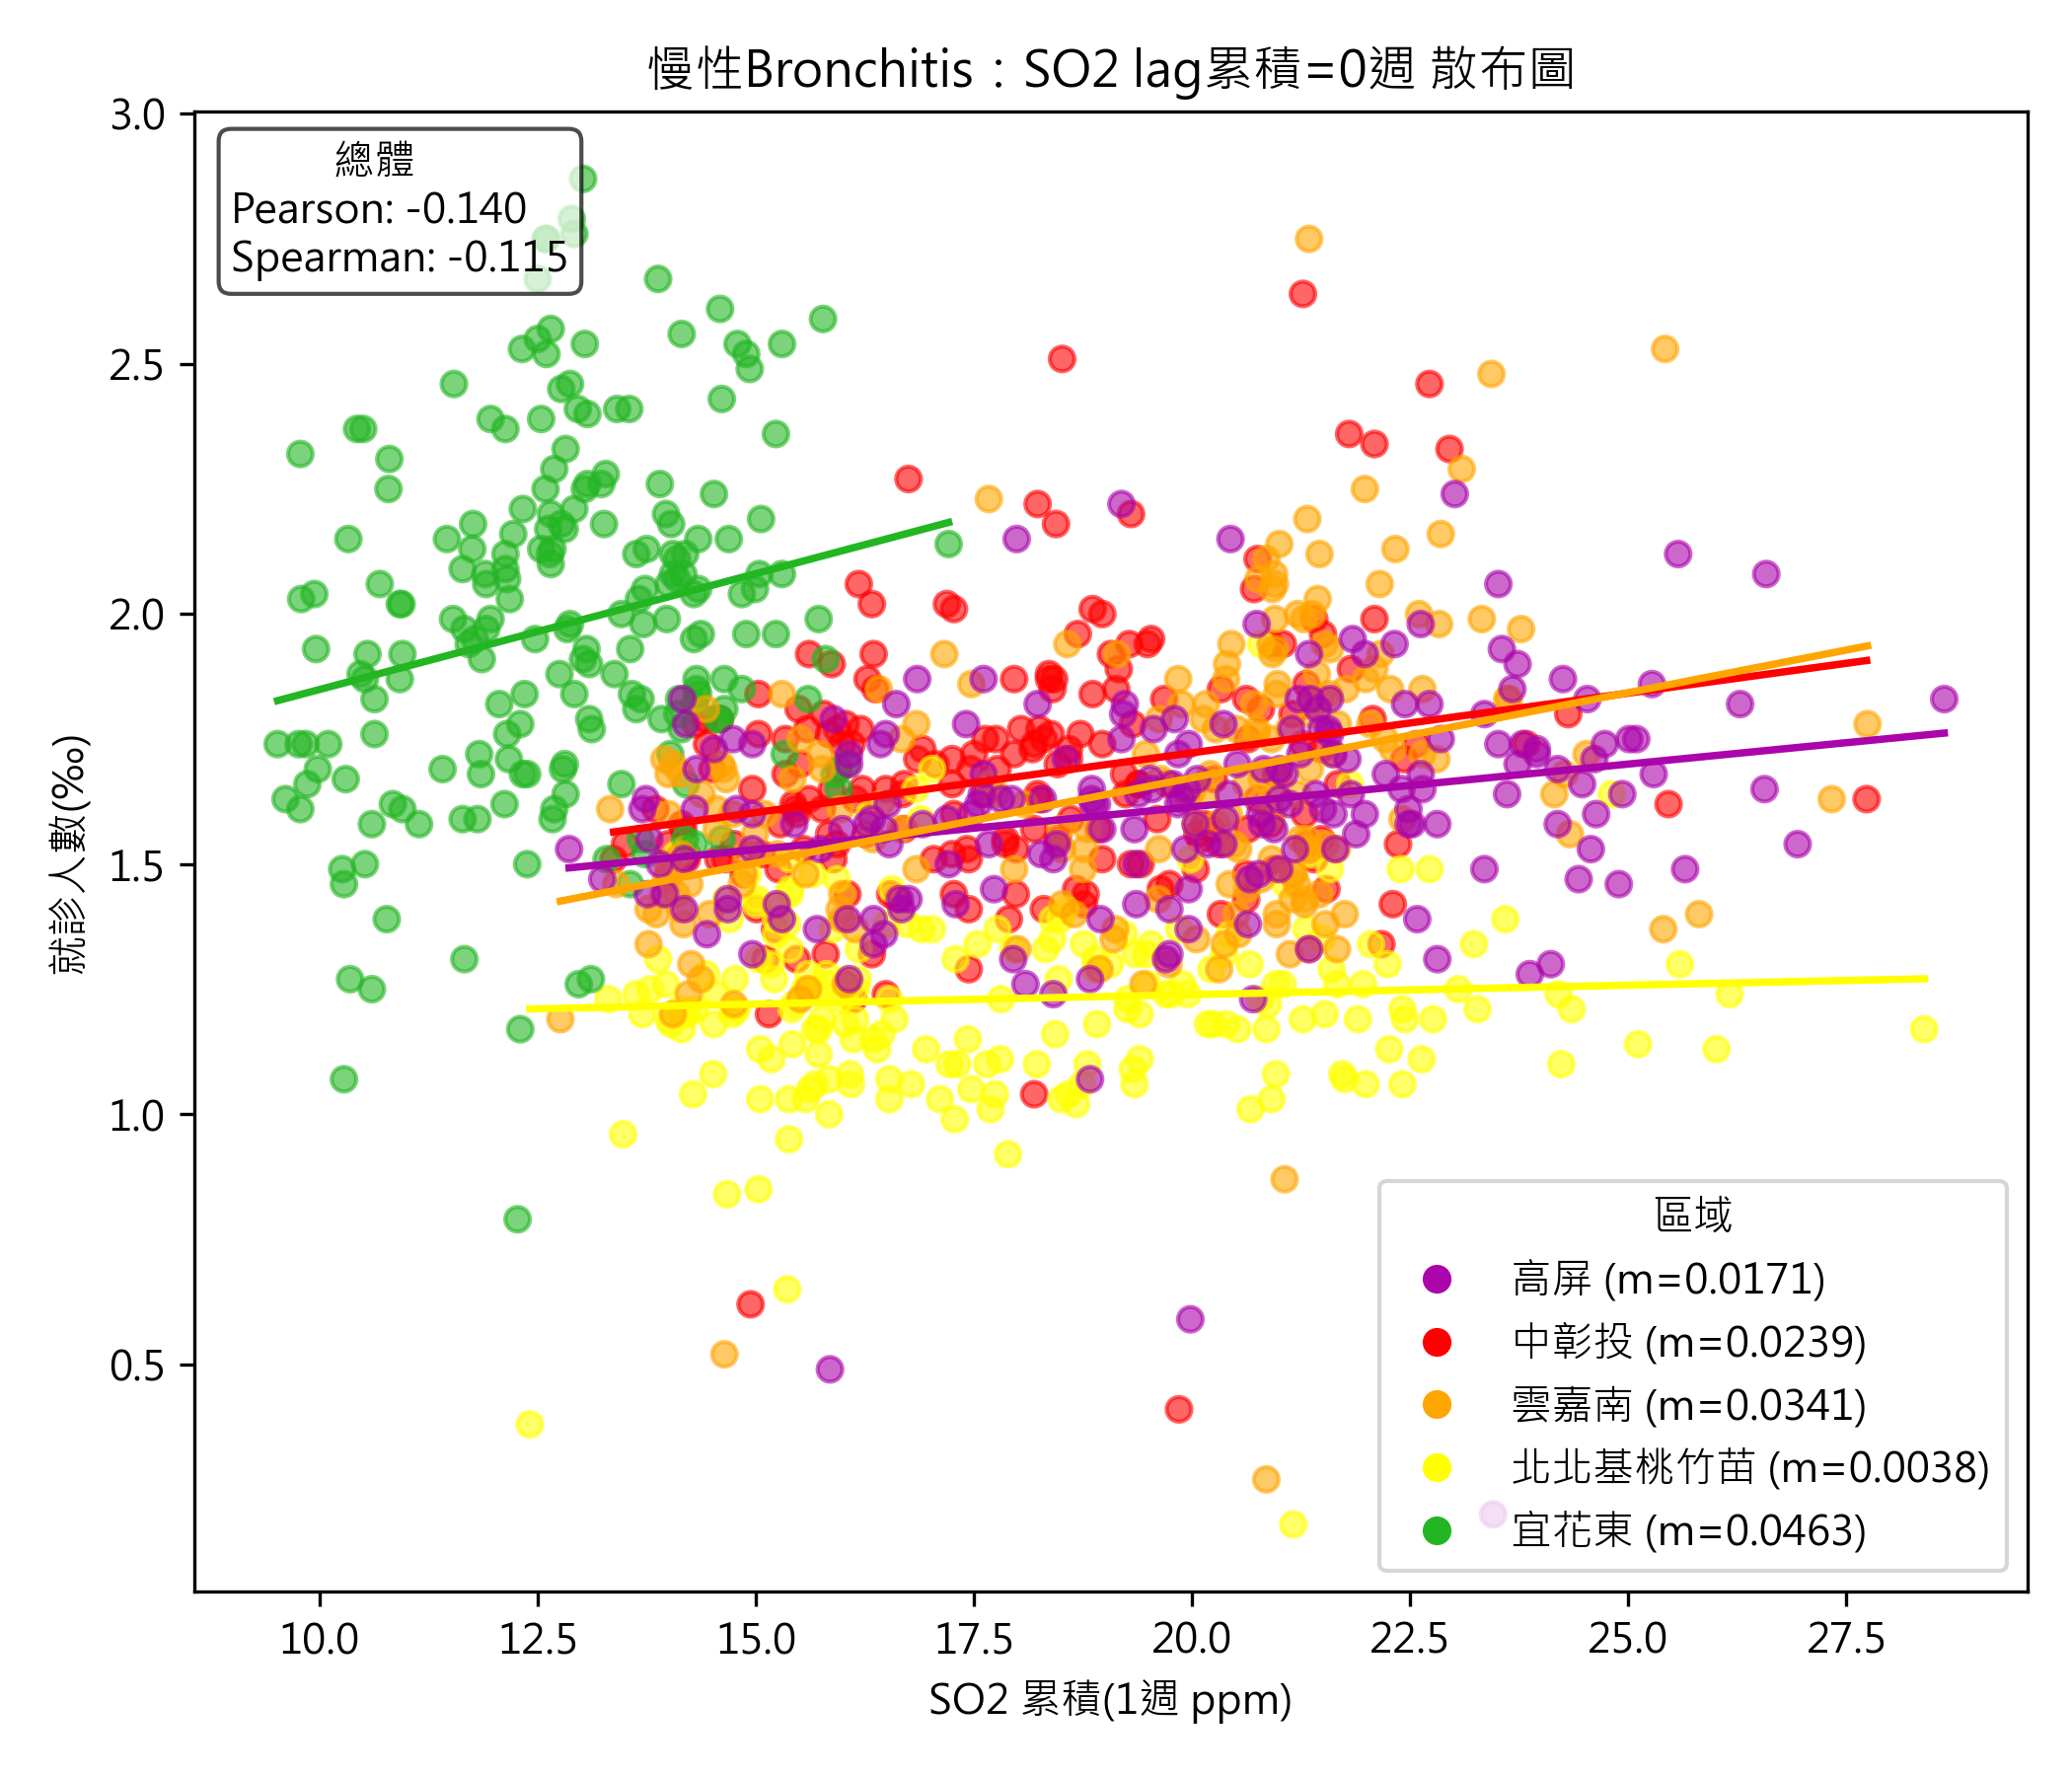 慢性Bronchitis：SO2 lag累積=0週 散布圖
總體
Pearson: -0.140
Spearman: -0.115
就診人數(‰)
3.0
2.5
2.0
1.5
1.0
0.5
區域
高屏 (m=0.0171)
中彰投 (m=0.0239)
雲嘉南 (m=0.0341)
北北基桃竹苗 (m=0.0038)
宜花東 (m=0.0463)
10.0 12.5 15.0 17.5 20.0 22.5 25.0 27.5
SO2 累積(1週 ppm)